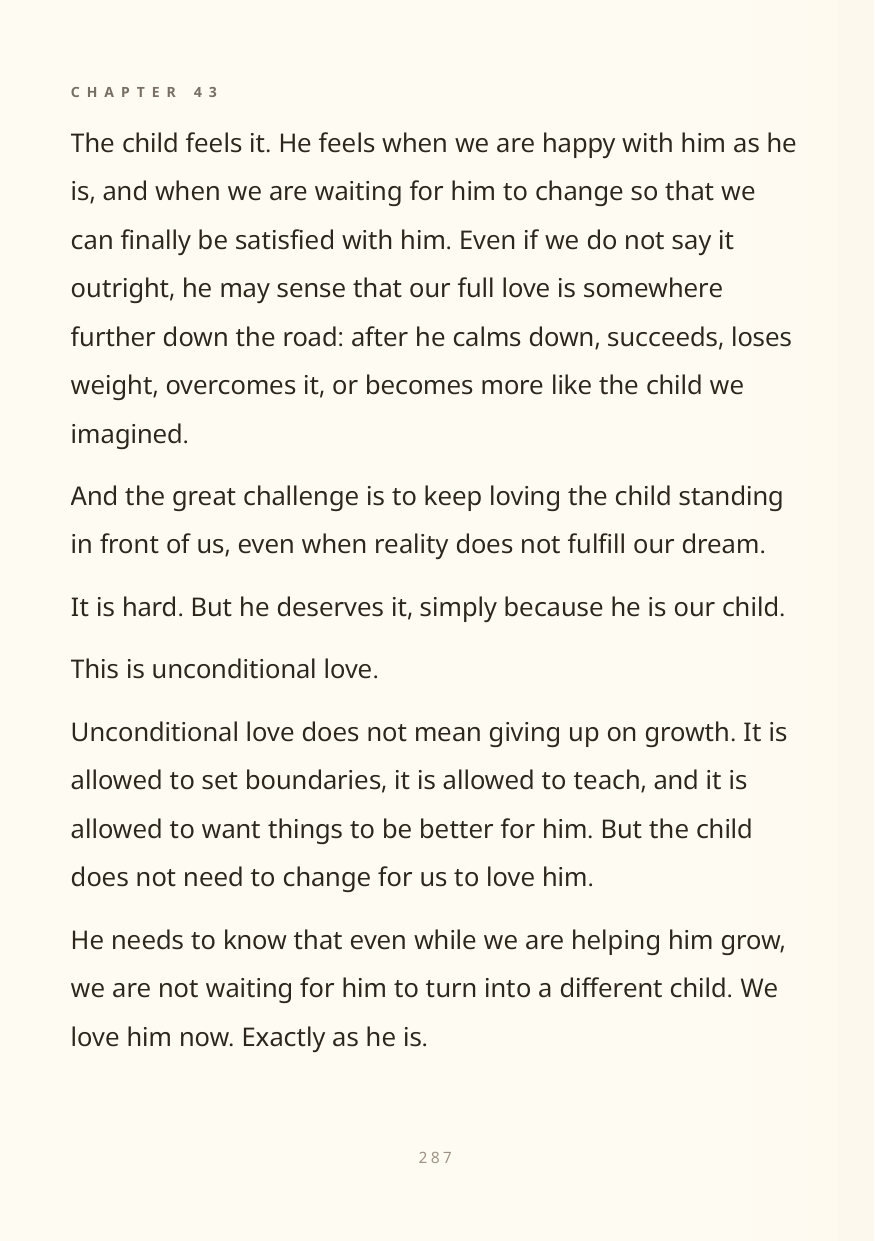 CHAPTER 43
The child feels it. He feels when we are happy with him as he
is, and when we are waiting for him to change so that we
can finally be satisfied with him. Even if we do not say it
outright, he may sense that our full love is somewhere
further down the road: after he calms down, succeeds, loses
weight, overcomes it, or becomes more like the child we
imagined.
And the great challenge is to keep loving the child standing
in front of us, even when reality does not fulfill our dream.
It is hard. But he deserves it, simply because he is our child.
This is unconditional love.
Unconditional love does not mean giving up on growth. It is
allowed to set boundaries, it is allowed to teach, and it is
allowed to want things to be better for him. But the child
does not need to change for us to love him.
He needs to know that even while we are helping him grow,
we are not waiting for him to turn into a different child. We
love him now. Exactly as he is.
287